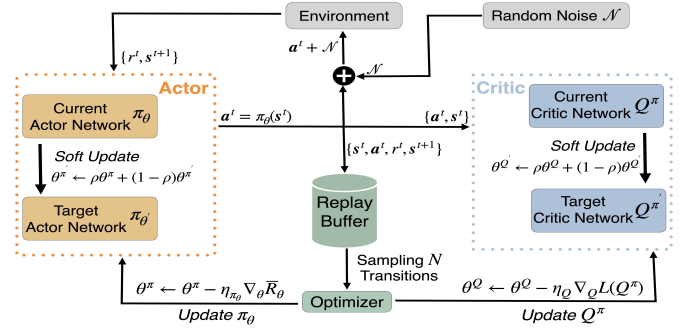 Environment
Random Noise 𝒩
{r^t, s^{t+1}}
a^t + 𝒩
𝒩
Actor
Critic
Current
Actor Network π_θ
a^t = π_θ(s^t)
{a^t, s^t}
Current
Critic Network Q^π
Soft Update
θ^{π'} ← ρθ^π + (1 − ρ)θ^{π'}
{s^t, a^t, r^t, s^{t+1}}
Soft Update
θ^{Q'} ← ρθ^Q + (1 − ρ)θ^{Q'}
Target
Actor Network π_{θ'}
Replay
Buffer
Target
Critic Network Q^{π'}
Sampling N
Transitions
θ^π ← θ^π − η_{π_θ} ∇_θ R̅_θ
Update π_θ
Optimizer
θ^Q ← θ^Q − η_Q ∇_Q L(Q^π)
Update Q^π